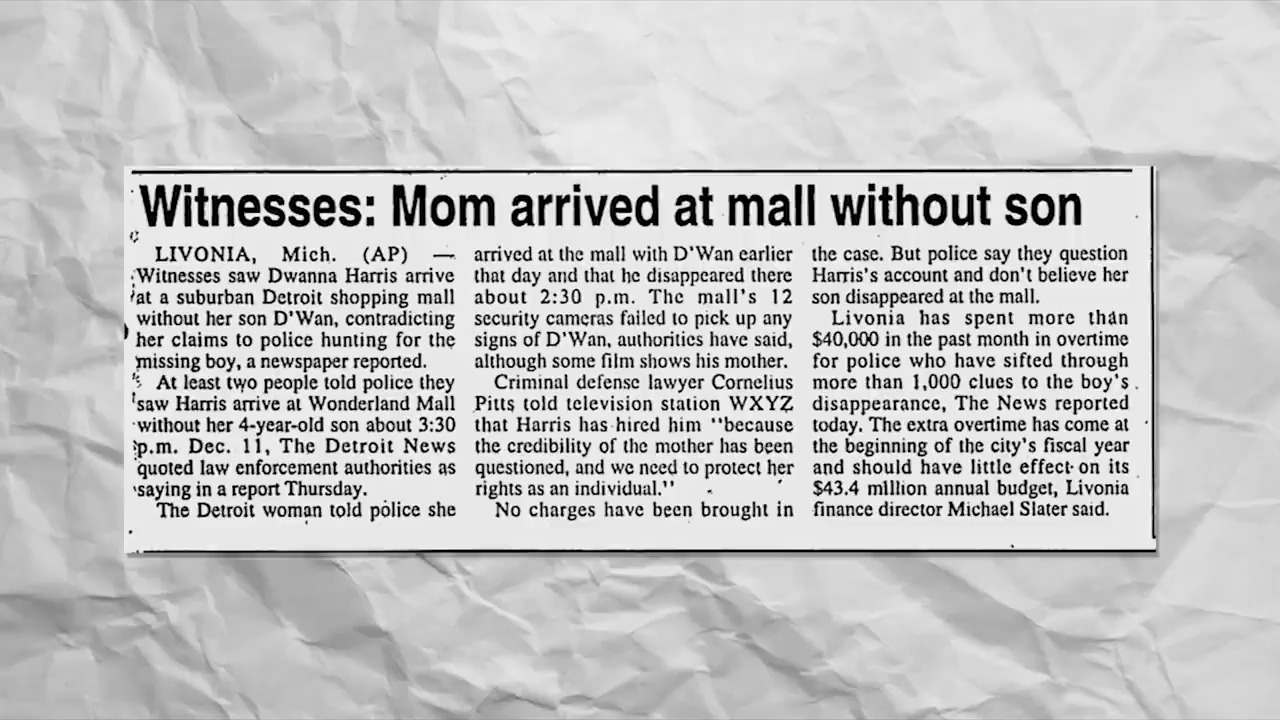 Witnesses: Mom arrived at mall without son
LIVONIA, Mich. (AP) —
Witnesses saw Dwanna Harris arrive
at a suburban Detroit shopping mall
without her son D'Wan, contradicting
her claims to police hunting for the
missing boy, a newspaper reported.
At least two people told police they
saw Harris arrive at Wonderland Mall
without her 4-year-old son about 3:30
p.m. Dec. 11, The Detroit News
quoted law enforcement authorities as
saying in a report Thursday.
The Detroit woman told police she
arrived at the mall with D'Wan earlier
that day and that he disappeared there
about 2:30 p.m. The mall's 12
security cameras failed to pick up any
signs of D'Wan, authorities have said,
although some film shows his mother.
Criminal defense lawyer Cornelius
Pitts told television station WXYZ
that Harris has hired him "because
the credibility of the mother has been
questioned, and we need to protect her
rights as an individual."
No charges have been brought in
the case. But police say they question
Harris's account and don't believe her
son disappeared at the mall.
Livonia has spent more than
$40,000 in the past month in overtime
for police who have sifted through
more than 1,000 clues to the boy's
disappearance, The News reported
today. The extra overtime has come at
the beginning of the city's fiscal year
and should have little effect on its
$43.4 million annual budget, Livonia
finance director Michael Slater said.